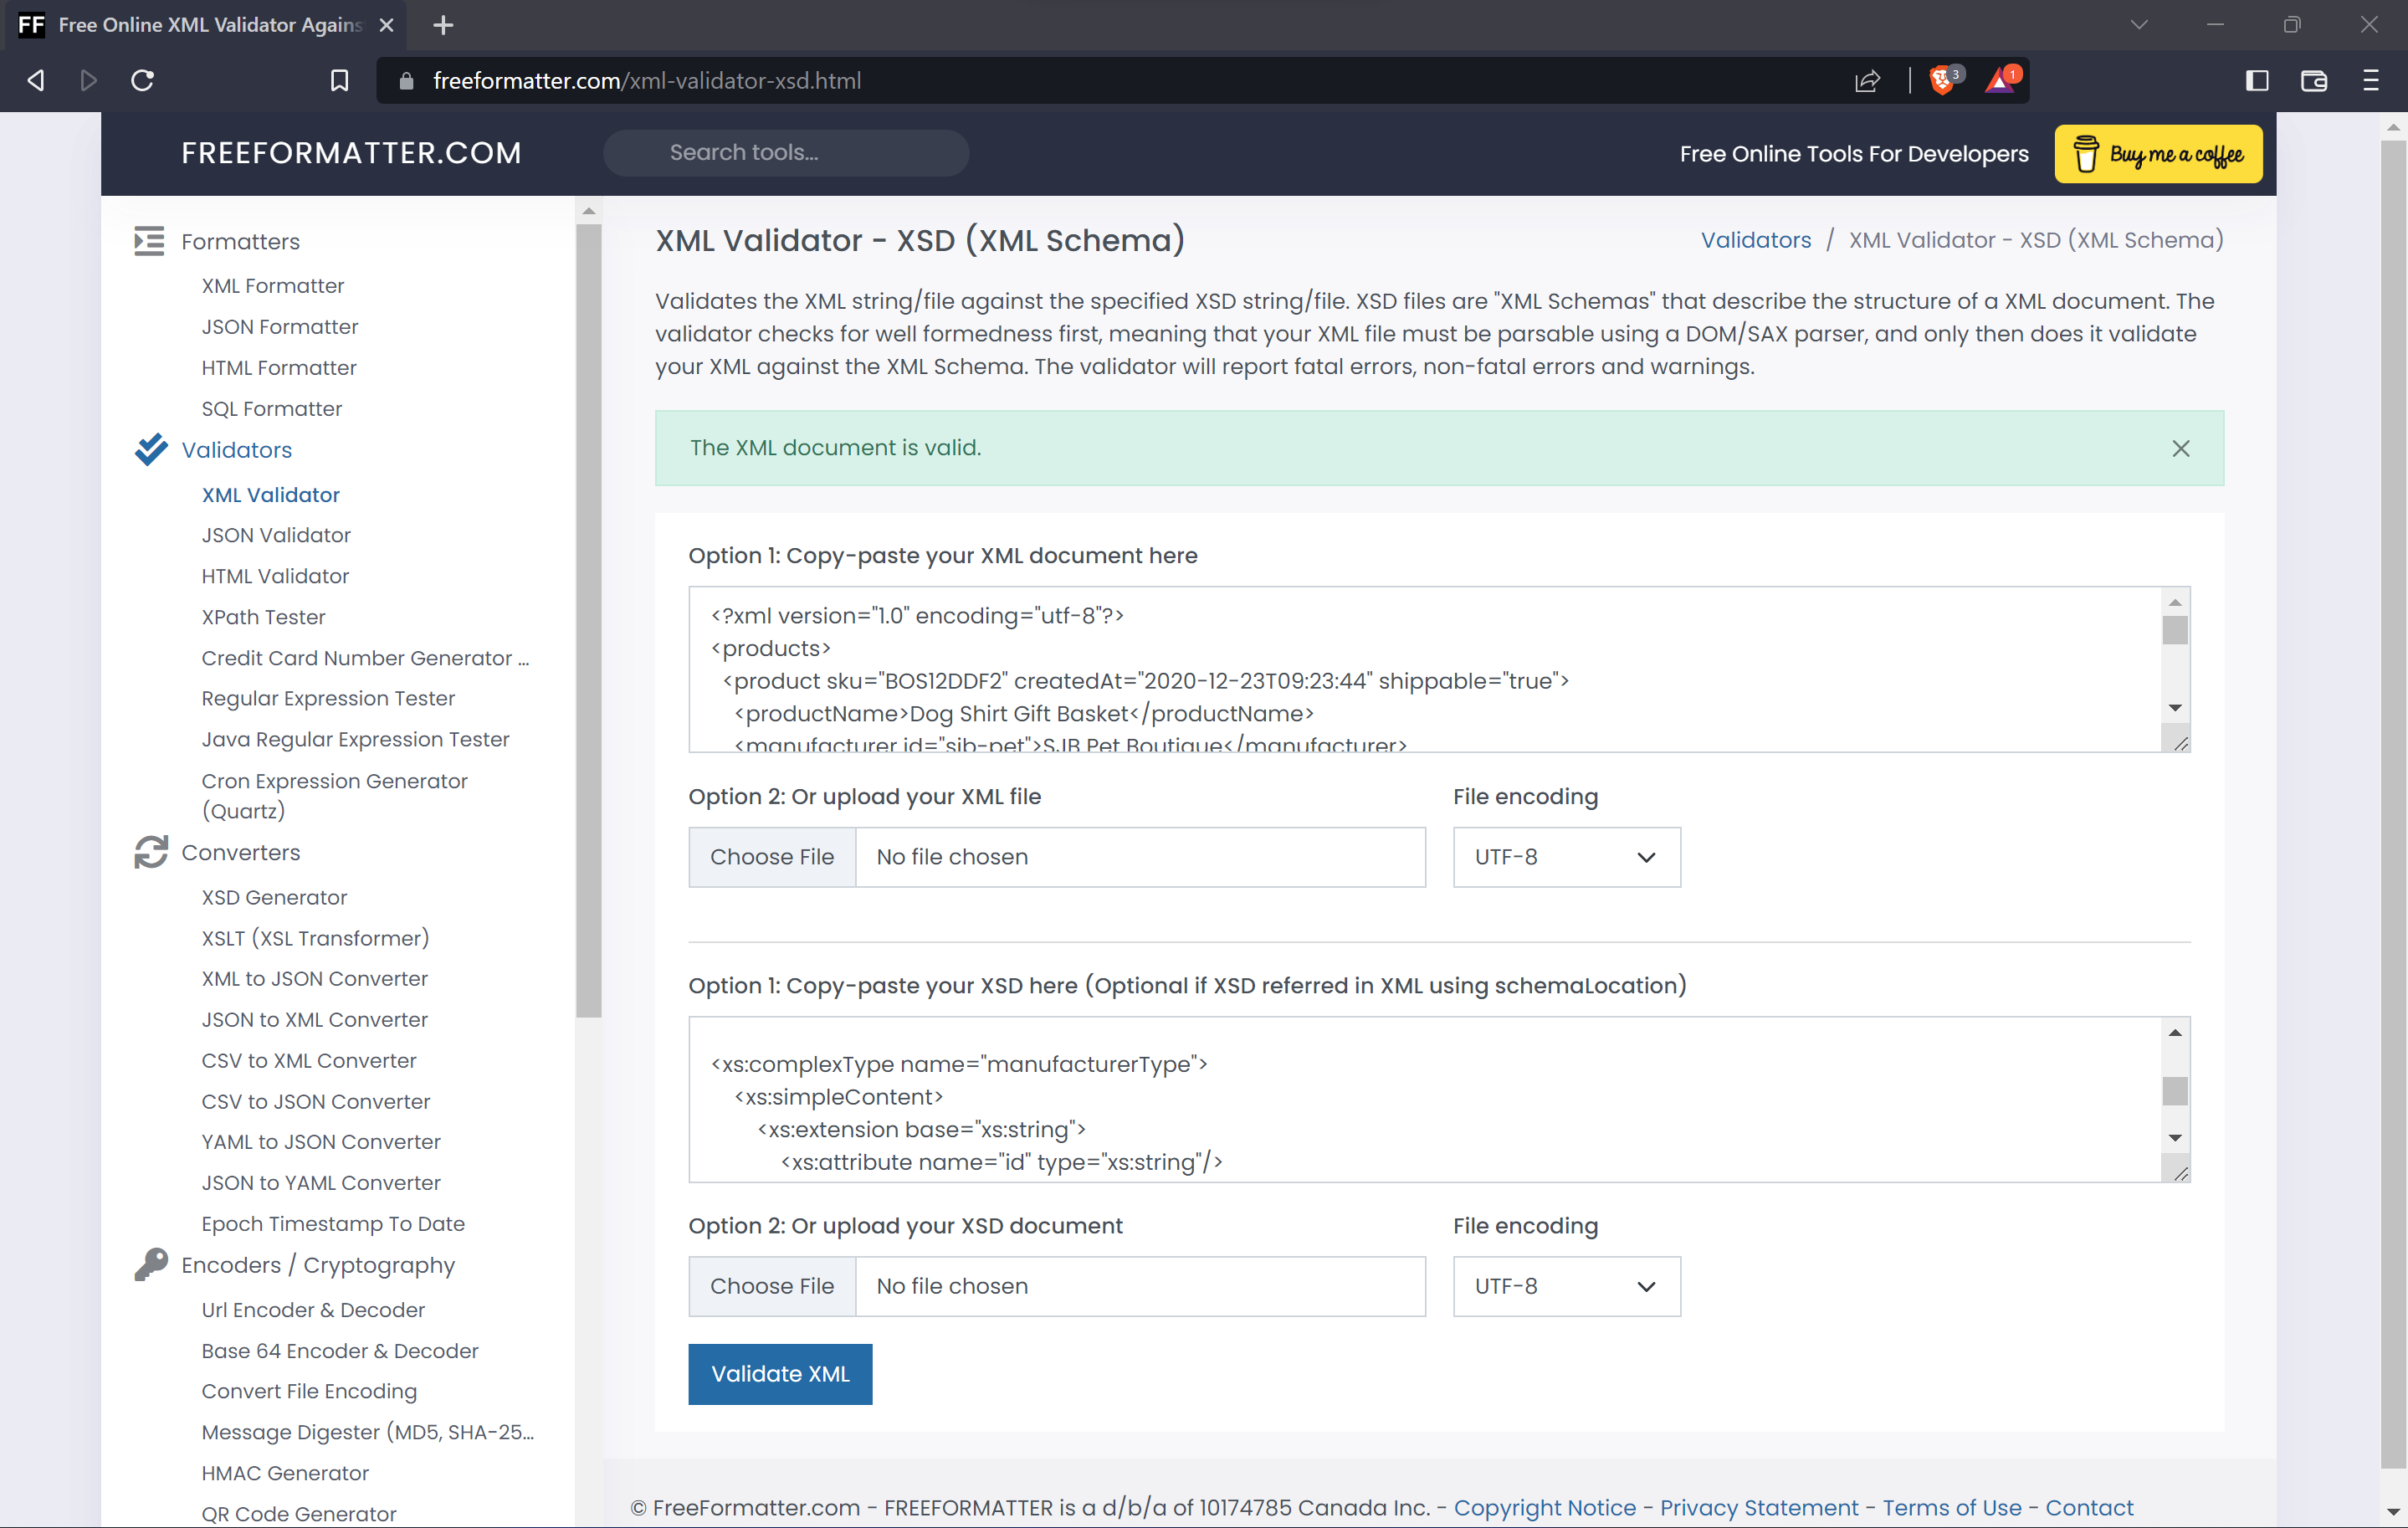 FF Free Online XML Validator Agains
freeformatter.com/xml-validator-xsd.html
3
1
FREEFORMATTER.COM
Search tools...
Free Online Tools For Developers
Buy me a coffee
Formatters
XML Formatter
JSON Formatter
HTML Formatter
SQL Formatter
Validators
XML Validator
JSON Validator
HTML Validator
XPath Tester
Credit Card Number Generator ...
Regular Expression Tester
Java Regular Expression Tester
Cron Expression Generator
(Quartz)
Converters
XSD Generator
XSLT (XSL Transformer)
XML to JSON Converter
JSON to XML Converter
CSV to XML Converter
CSV to JSON Converter
YAML to JSON Converter
JSON to YAML Converter
Epoch Timestamp To Date
Encoders / Cryptography
Url Encoder & Decoder
Base 64 Encoder & Decoder
Convert File Encoding
Message Digester (MD5, SHA-25...
HMAC Generator
QR Code Generator
XML Validator - XSD (XML Schema)
Validators / XML Validator - XSD (XML Schema)
Validates the XML string/file against the specified XSD string/file. XSD files are "XML Schemas" that describe the structure of a XML document. The
validator checks for well formedness first, meaning that your XML file must be parsable using a DOM/SAX parser, and only then does it validate
your XML against the XML Schema. The validator will report fatal errors, non-fatal errors and warnings.
The XML document is valid.
Option 1: Copy-paste your XML document here
<?xml version="1.0" encoding="utf-8"?>
<products>
<product sku="BOS12DDF2" createdAt="2020-12-23T09:23:44" shippable="true">
<productName>Dog Shirt Gift Basket</productName>
<manufacturer id="sjb-pet">SJB Pet Boutique</manufacturer>
Option 2: Or upload your XML file
File encoding
Choose File No file chosen
UTF-8
Option 1: Copy-paste your XSD here (Optional if XSD referred in XML using schemaLocation)
<xs:complexType name="manufacturerType">
<xs:simpleContent>
<xs:extension base="xs:string">
<xs:attribute name="id" type="xs:string"/>
Option 2: Or upload your XSD document
File encoding
Choose File No file chosen
UTF-8
Validate XML
© FreeFormatter.com - FREEFORMATTER is a d/b/a of 10174785 Canada Inc. - Copyright Notice - Privacy Statement - Terms of Use - Contact